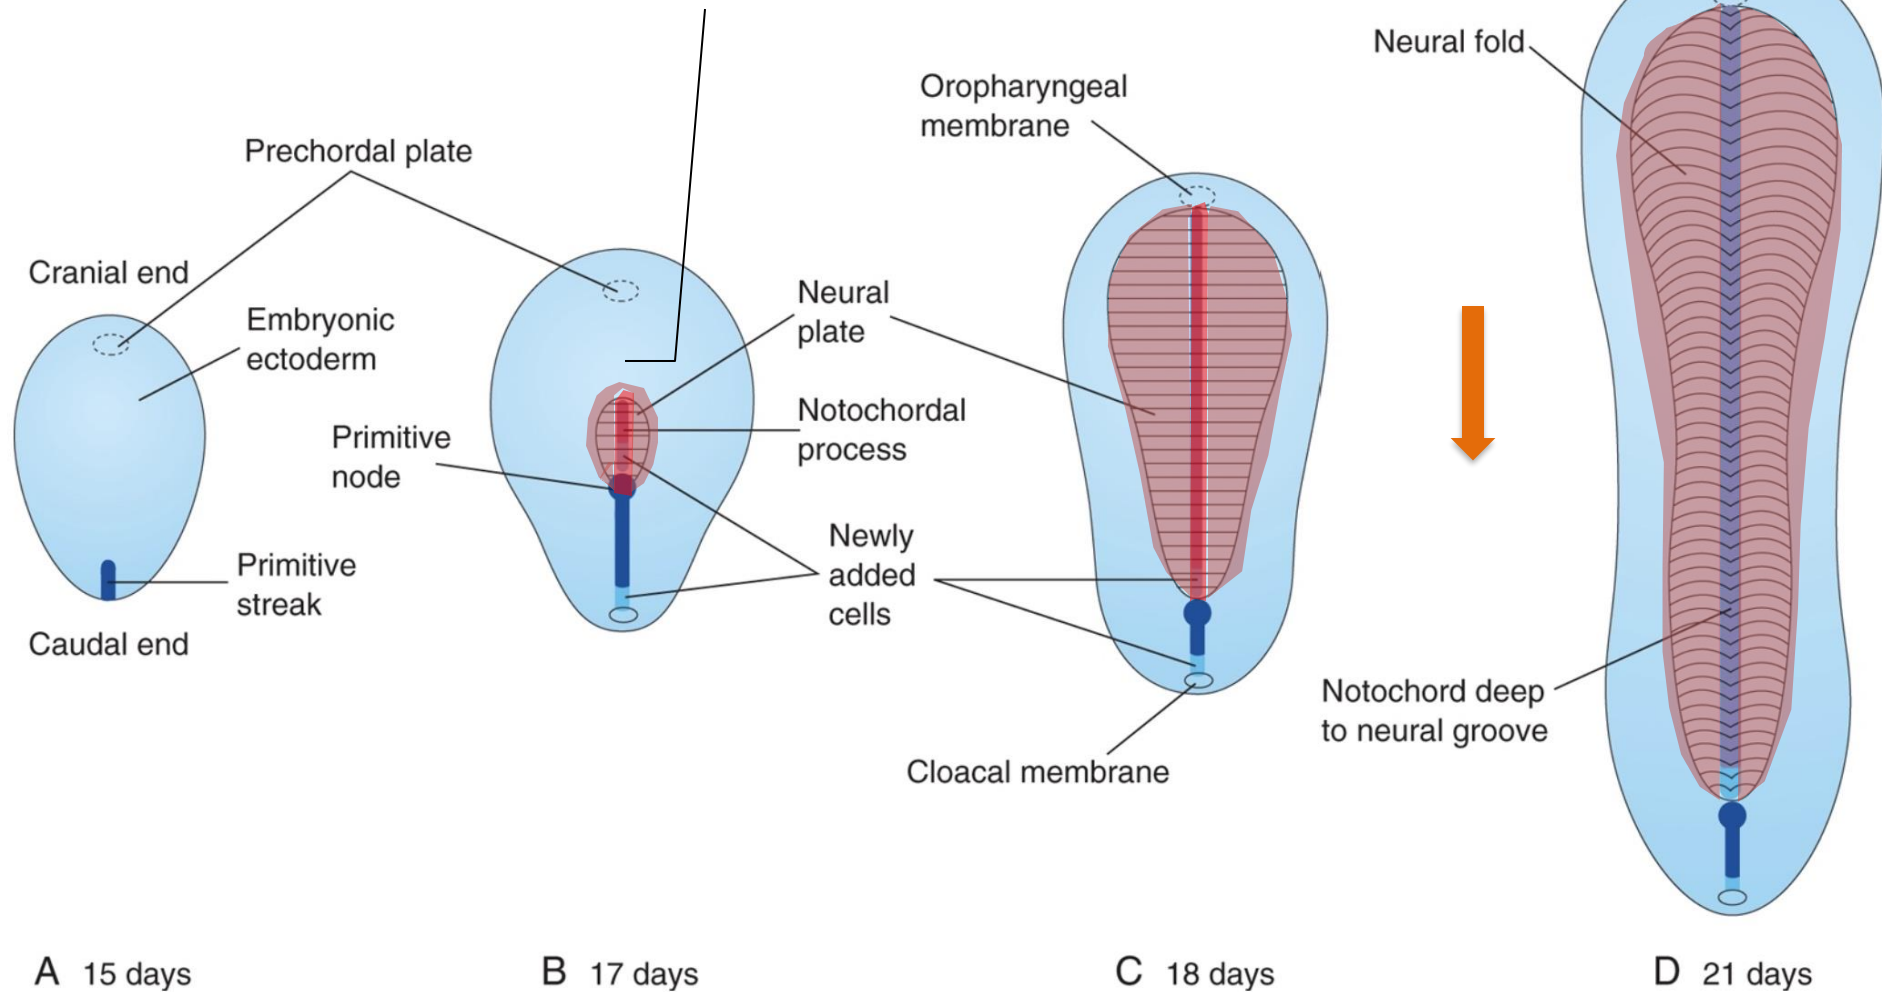 Neural fold
Oropharyngeal
membrane
Prechordal plate
Cranial end
Embryonic
ectoderm
Neural
plate
Primitive
node
Notochordal
process
Newly
added
cells
Primitive
streak
Caudal end
Notochord deep
to neural groove
Cloacal membrane
A 15 days
B 17 days
C 18 days
D 21 days